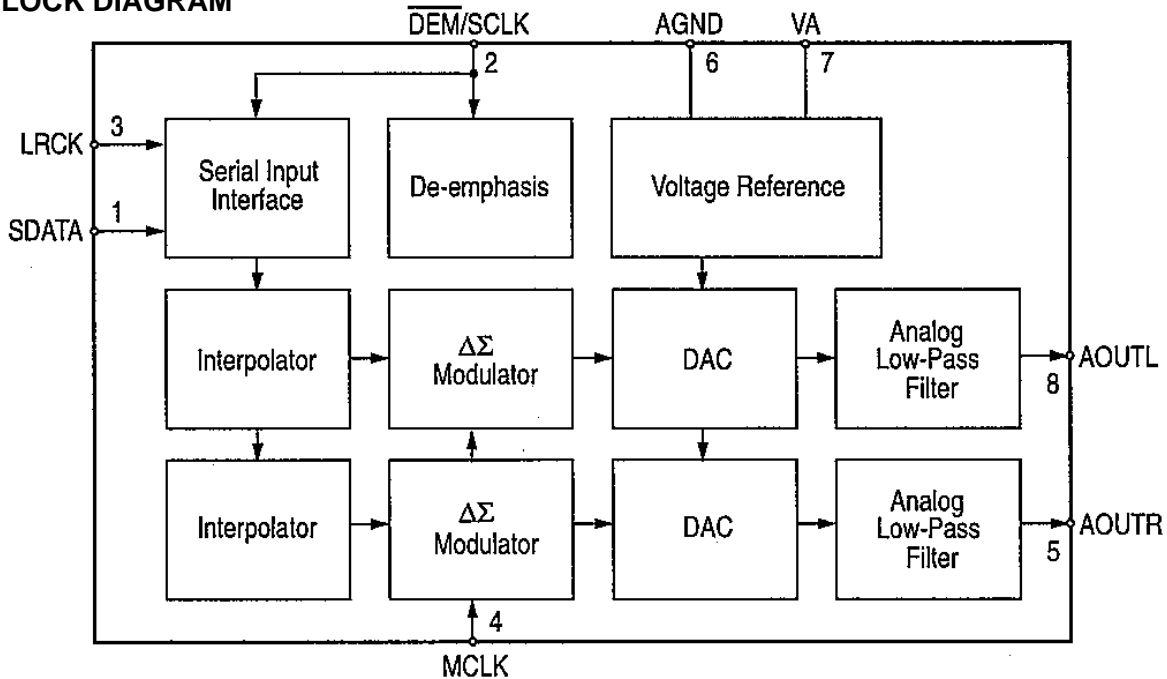 LOCK DIAGRAM
DEM/SCLK
AGND
VA
2
6
7
LRCK
3
SDATA
1
Serial Input
Interface
De-emphasis
Voltage Reference
Interpolator
ΔΣ
Modulator
DAC
Analog
Low-Pass
Filter
8
AOUTL
Interpolator
ΔΣ
Modulator
DAC
Analog
Low-Pass
Filter
5
AOUTR
4
MCLK